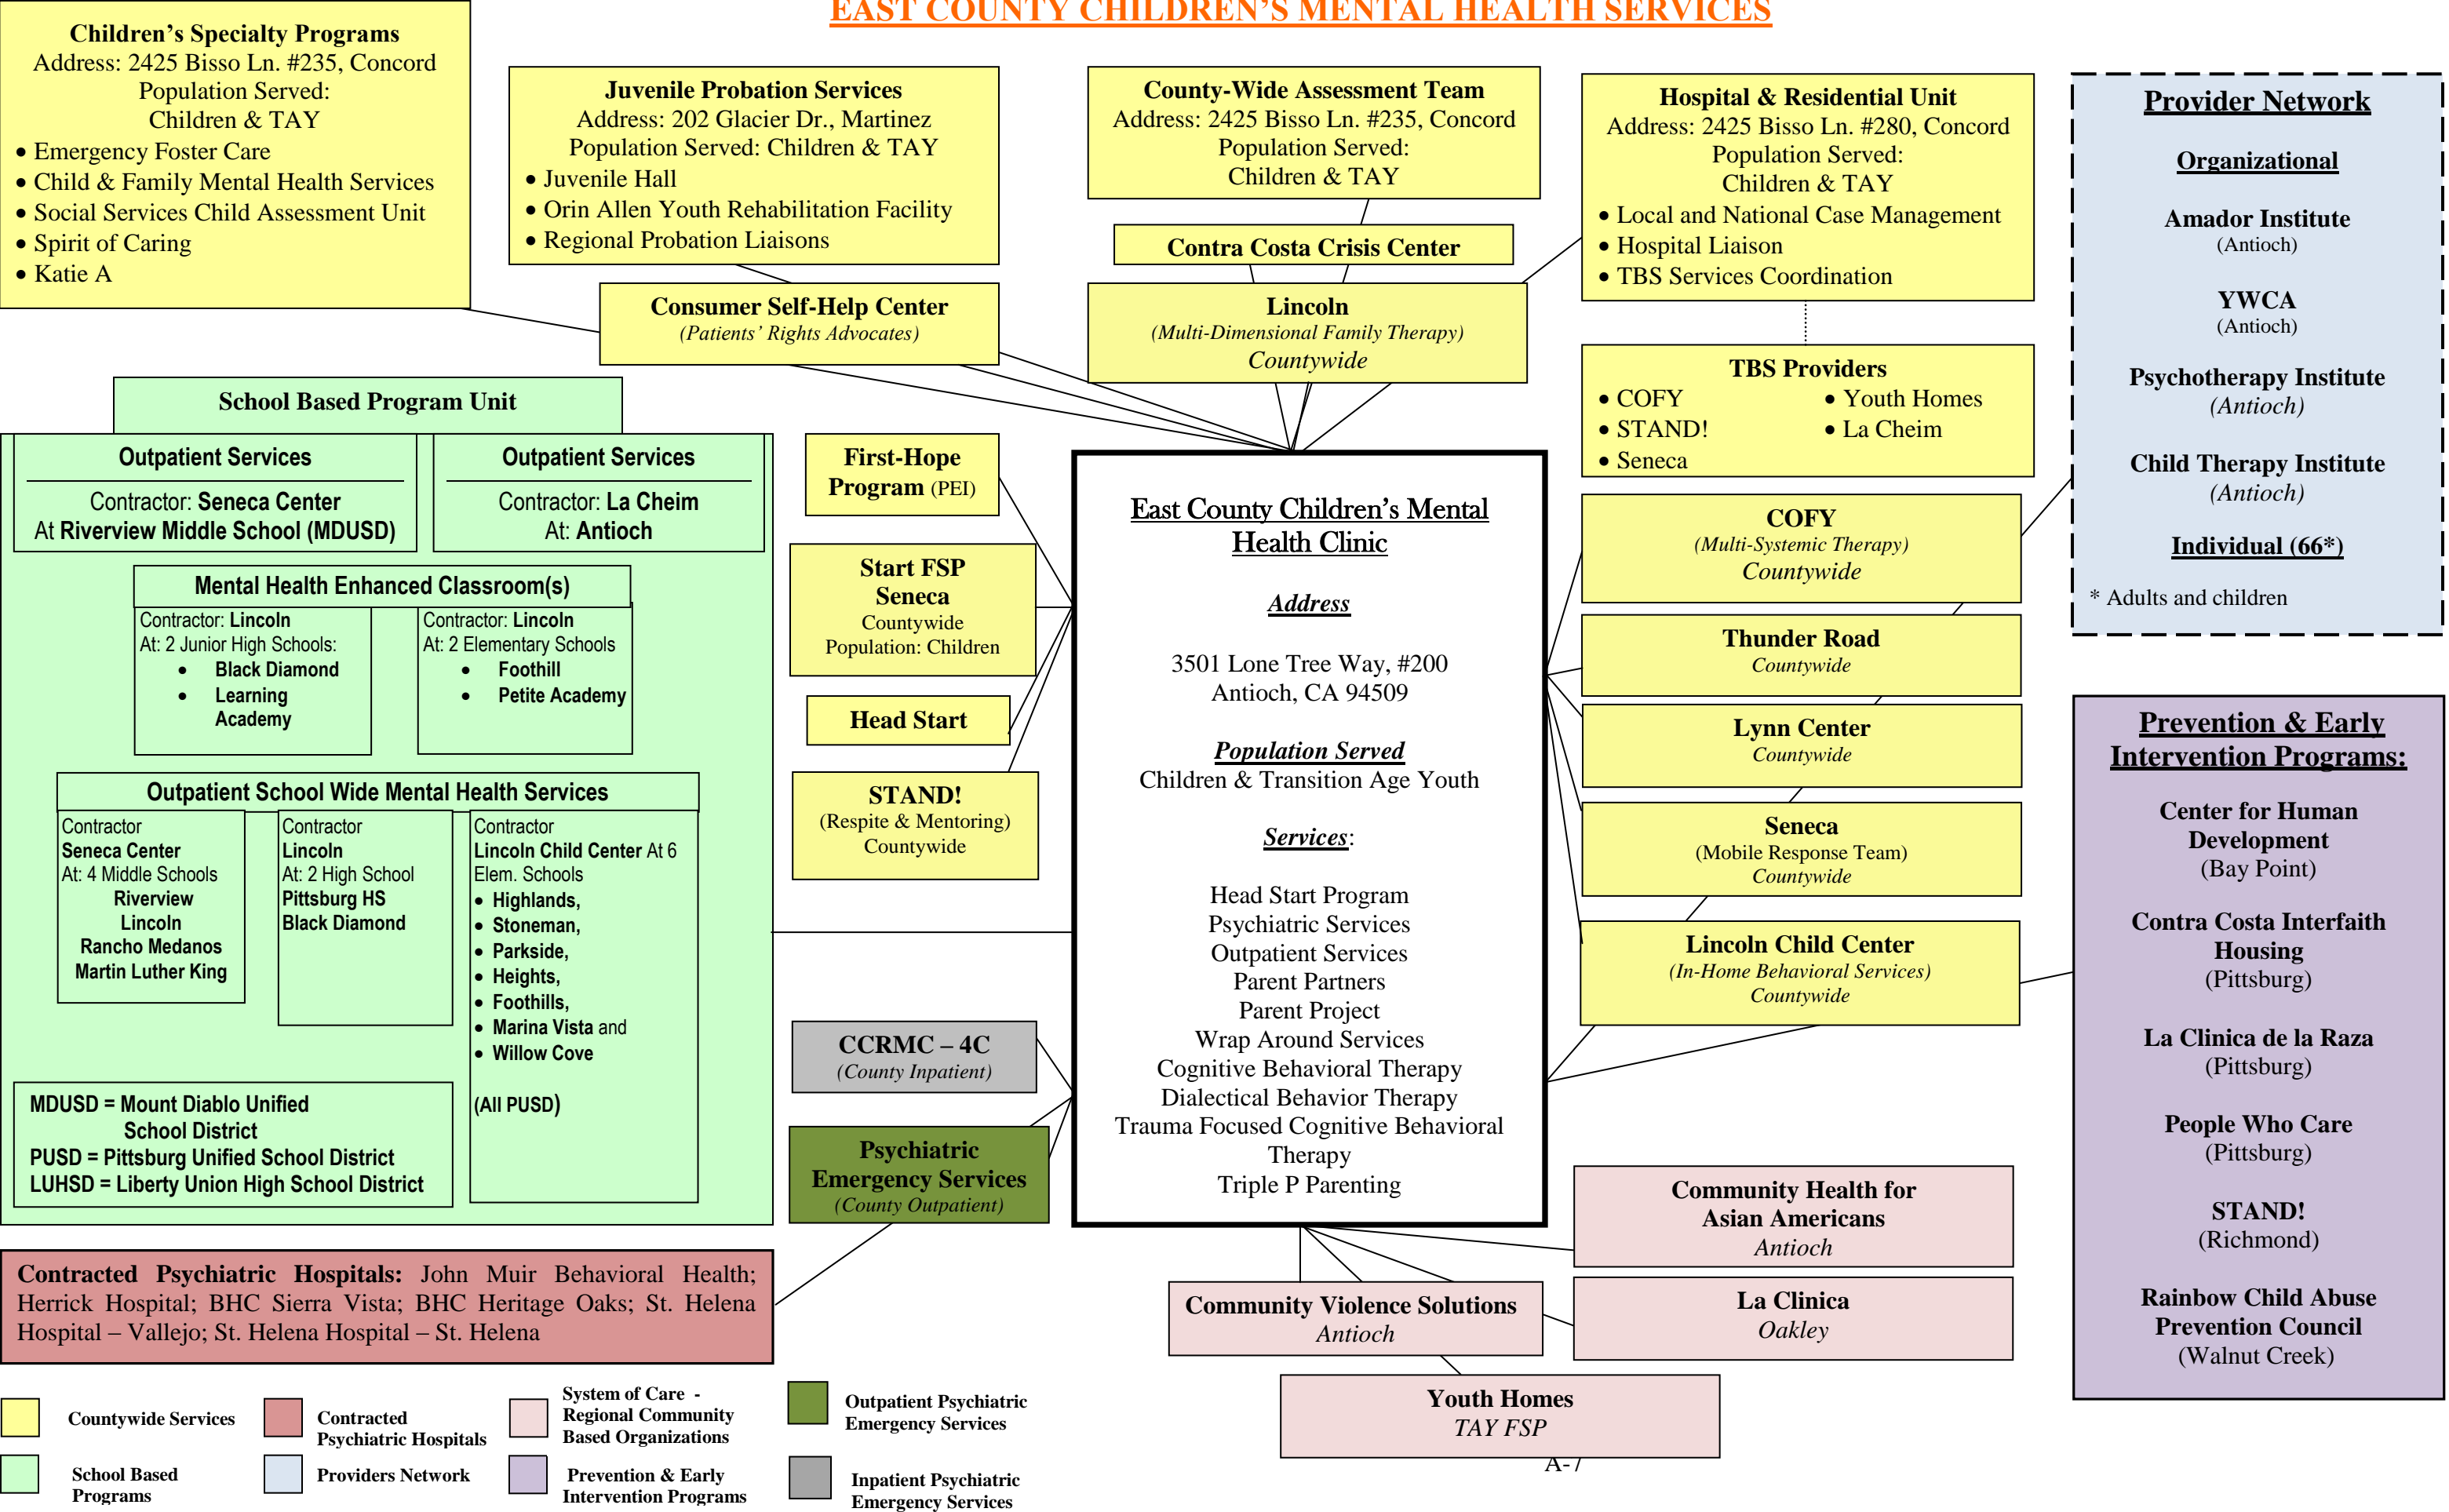 EAST COUNTY CHILDREN'S MENTAL HEALTH SERVICES
Children's Specialty Programs
Address: 2425 Bisso Ln. #235, Concord
Population Served:
Children & TAY
• Emergency Foster Care
• Child & Family Mental Health Services
• Social Services Child Assessment Unit
• Spirit of Caring
• Katie A
Juvenile Probation Services
Address: 202 Glacier Dr., Martinez
Population Served: Children & TAY
• Juvenile Hall
• Orin Allen Youth Rehabilitation Facility
• Regional Probation Liaisons
County-Wide Assessment Team
Address: 2425 Bisso Ln. #235, Concord
Population Served:
Children & TAY
Hospital & Residential Unit
Address: 2425 Bisso Ln. #280, Concord
Population Served:
Children & TAY
• Local and National Case Management
• Hospital Liaison
• TBS Services Coordination
Provider Network
Organizational
Amador Institute
(Antioch)
YWCA
(Antioch)
Psychotherapy Institute
(Antioch)
Child Therapy Institute
(Antioch)
Individual (66*)
* Adults and children
Contra Costa Crisis Center
Consumer Self-Help Center
(Patients' Rights Advocates)
Lincoln
(Multi-Dimensional Family Therapy)
Countywide
TBS Providers
• COFY
• STAND!
• Seneca
• Youth Homes
• La Cheim
School Based Program Unit
Outpatient Services
Contractor: Seneca Center
At Riverview Middle School (MDUSD)
Outpatient Services
Contractor: La Cheim
At: Antioch
Mental Health Enhanced Classroom(s)
Contractor: Lincoln
At: 2 Junior High Schools:
• Black Diamond
• Learning
Academy
Contractor: Lincoln
At: 2 Elementary Schools
• Foothill
• Petite Academy
Outpatient School Wide Mental Health Services
Contractor
Seneca Center
At: 4 Middle Schools
Riverview
Lincoln
Rancho Medanos
Martin Luther King
Contractor
Lincoln
At: 2 High School
Pittsburg HS
Black Diamond
Contractor
Lincoln Child Center At 6
Elem. Schools
• Highlands,
• Stoneman,
• Parkside,
• Heights,
• Foothills,
• Marina Vista and
• Willow Cove
(All PUSD)
MDUSD = Mount Diablo Unified
School District
PUSD = Pittsburg Unified School District
LUHSD = Liberty Union High School District
First-Hope
Program (PEI)
Start FSP
Seneca
Countywide
Population: Children
Head Start
STAND!
(Respite & Mentoring)
Countywide
CCRMC – 4C
(County Inpatient)
Psychiatric
Emergency Services
(County Outpatient)
East County Children's Mental
Health Clinic
Address
3501 Lone Tree Way, #200
Antioch, CA 94509
Population Served
Children & Transition Age Youth
Services:
Head Start Program
Psychiatric Services
Outpatient Services
Parent Partners
Parent Project
Wrap Around Services
Cognitive Behavioral Therapy
Dialectical Behavior Therapy
Trauma Focused Cognitive Behavioral
Therapy
Triple P Parenting
COFY
(Multi-Systemic Therapy)
Countywide
Thunder Road
Countywide
Lynn Center
Countywide
Seneca
(Mobile Response Team)
Countywide
Lincoln Child Center
(In-Home Behavioral Services)
Countywide
Prevention & Early
Intervention Programs:
Center for Human
Development
(Bay Point)
Contra Costa Interfaith
Housing
(Pittsburg)
La Clinica de la Raza
(Pittsburg)
People Who Care
(Pittsburg)
STAND!
(Richmond)
Rainbow Child Abuse
Prevention Council
(Walnut Creek)
Community Health for
Asian Americans
Antioch
Community Violence Solutions
Antioch
La Clinica
Oakley
Youth Homes
TAY FSP
Contracted Psychiatric Hospitals: John Muir Behavioral Health;
Herrick Hospital; BHC Sierra Vista; BHC Heritage Oaks; St. Helena
Hospital – Vallejo; St. Helena Hospital – St. Helena
Countywide Services
Contracted
Psychiatric Hospitals
System of Care -
Regional Community
Based Organizations
Outpatient Psychiatric
Emergency Services
School Based
Programs
Providers Network
Prevention & Early
Intervention Programs
Inpatient Psychiatric
Emergency Services
A-7